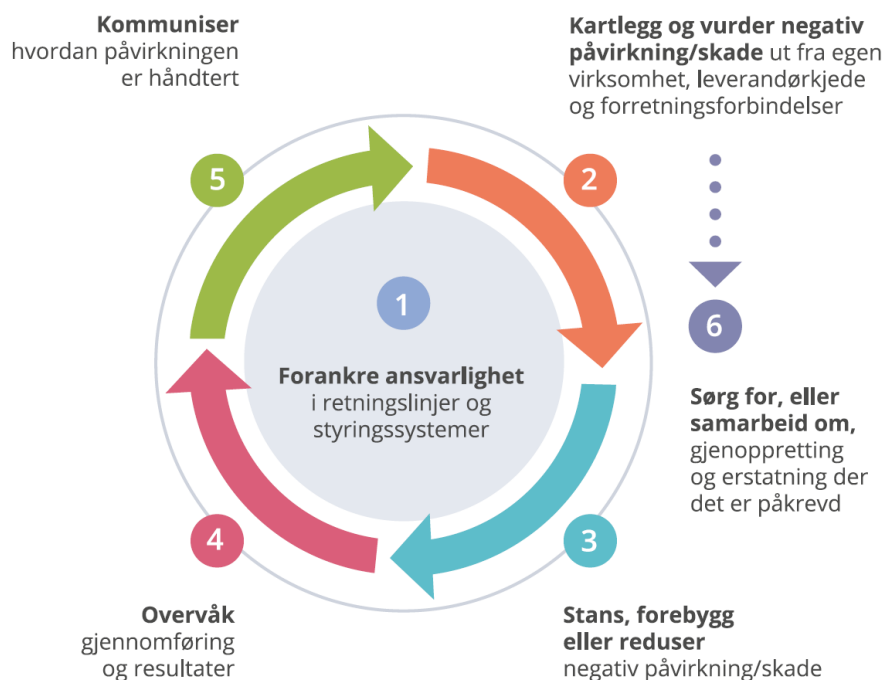 Kommuniser
hvordan påvirkningen
er håndtert
Kartlegg og vurder negativ
påvirkning/skade ut fra egen
virksomhet, leverandørkjede
og forretningsforbindelser
5
2
1
Forankre ansvarlighet
i retningslinjer og
styringssystemer
6
Sørg for, eller
samarbeid om,
gjenoppretting
og erstatning der
det er påkrevd
4
3
Overvåk
gjennomføring
og resultater
Stans, forebygg
eller reduser
negativ påvirkning/skade